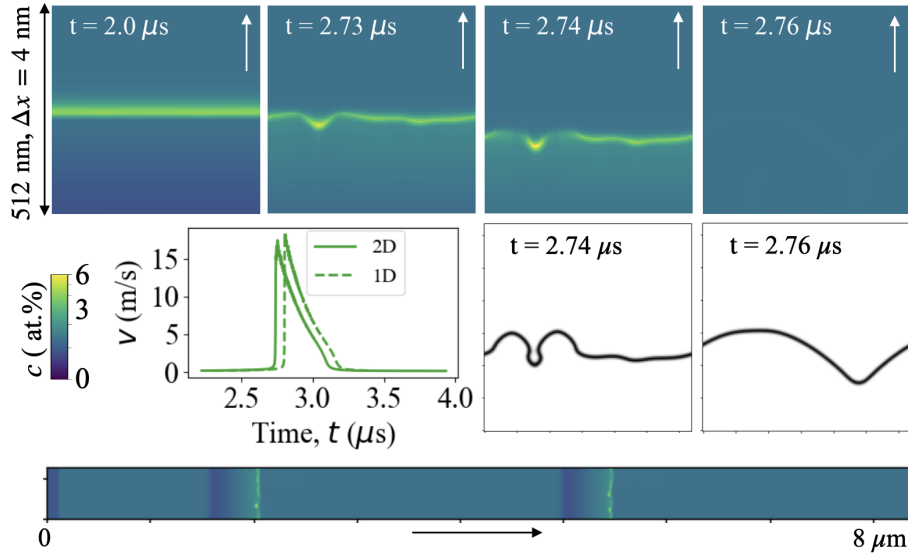 512 nm, Δx = 4 nm
t = 2.0 μs
t = 2.73 μs
t = 2.74 μs
t = 2.76 μs
c ( at.%)
6
3
0
v (m/s)
15
10
5
0
2D
1D
2.5 3.0 3.5 4.0
Time, t (μs)
t = 2.74 μs
t = 2.76 μs
0
8 μm